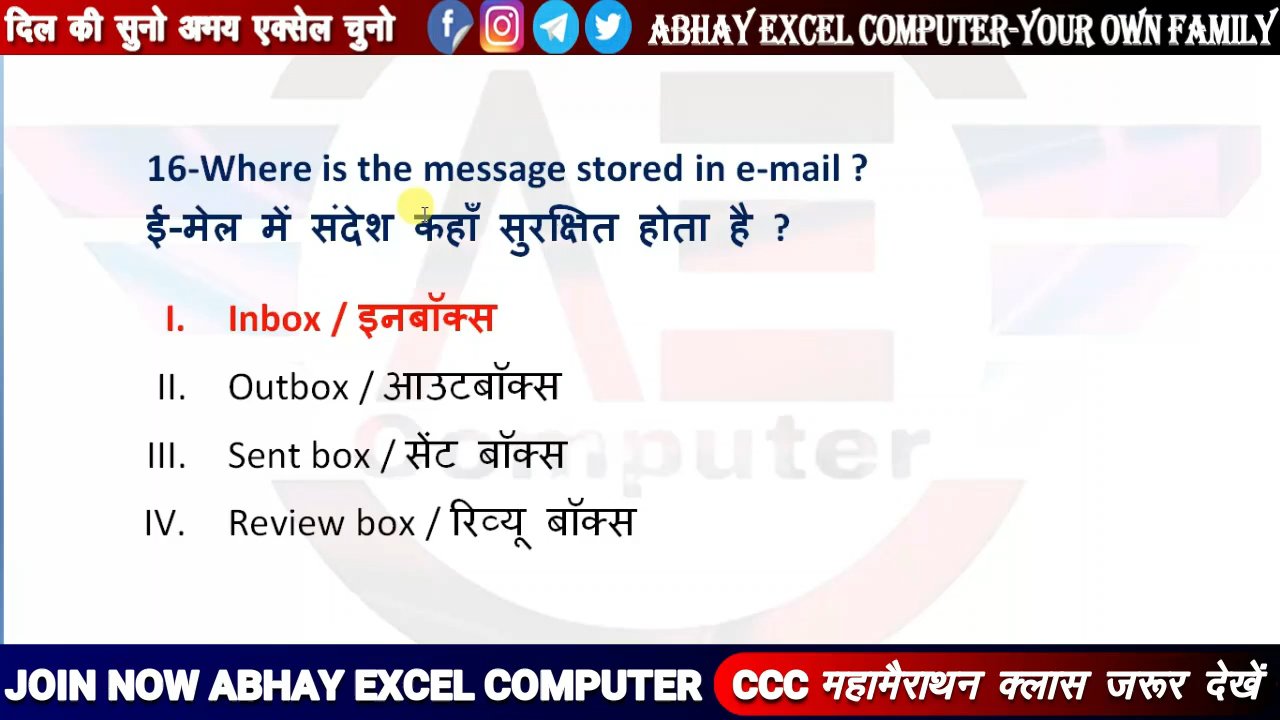 दिल की सुनो अभय एक्सेल चुनो
ABHAY EXCEL COMPUTER-YOUR OWN FAMILY
16-Where is the message stored in e-mail ?
ई-मेल में संदेश कहाँ सुरक्षित होता है ?
I. Inbox / इनबॉक्स
II. Outbox / आउटबॉक्स
III. Sent box / सेंट बॉक्स
IV. Review box / रिव्यू बॉक्स
Computer
JOIN NOW ABHAY EXCEL COMPUTER
CCC महामैराथन क्लास जरूर देखें